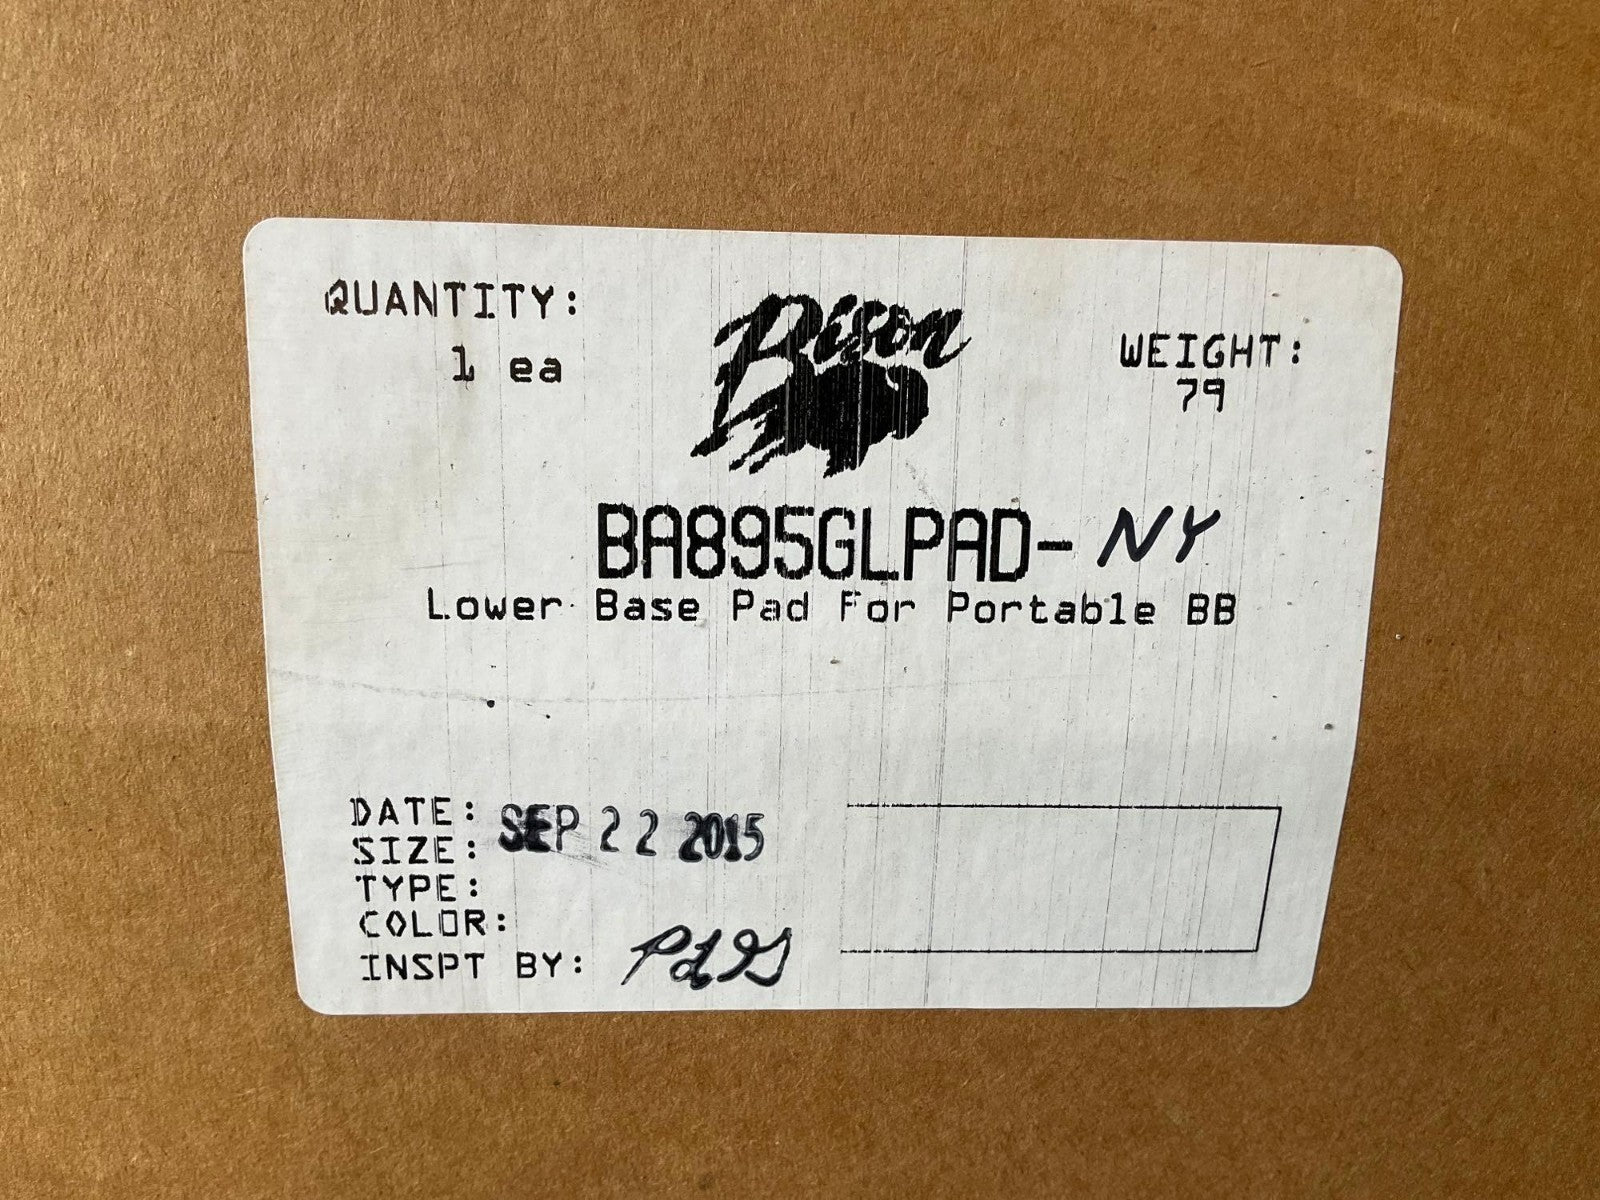 QUANTITY:
1 ea
Bison
WEIGHT:
79
BA895GLPAD-NY
Lower Base Pad For Portable BB
DATE: SEP 22 2015
SIZE:
TYPE:
COLOR:
INSPT BY: